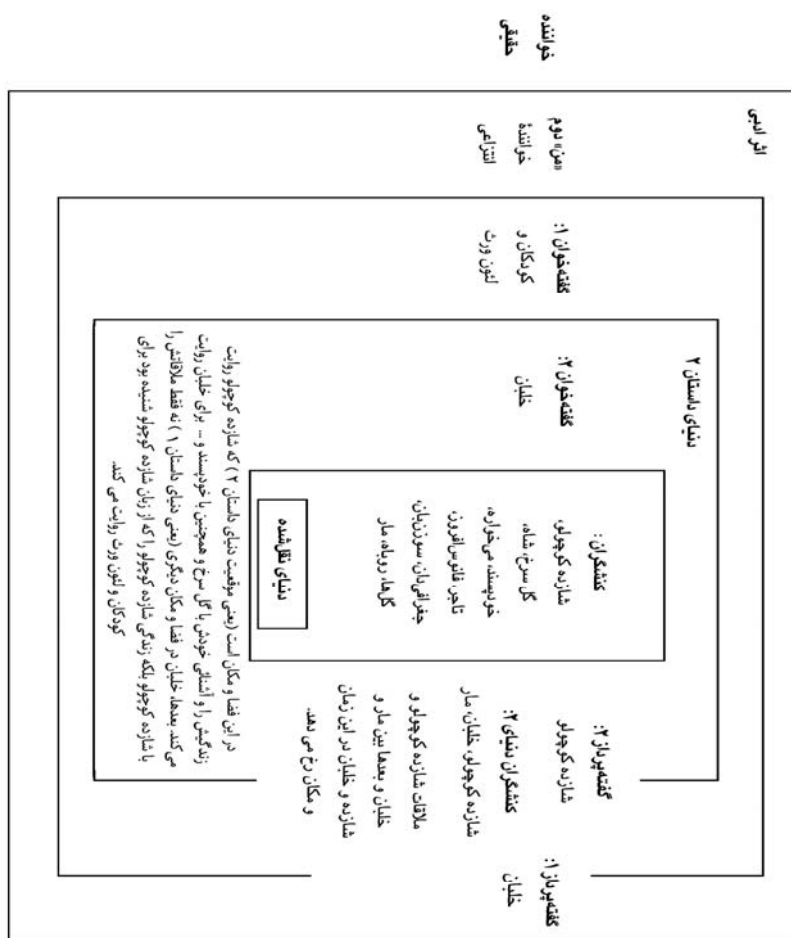 اثر ادبی
دنیای داستان ۲
گفته‌پرداز ۱:
خلبان
گفته‌پرداز ۲:
شازده کوچولو
کنشگران دنیای ۲:
شازده کوچولو، خلبان، مار
ملاقات شازده کوچولو و
خلبان و بعدها بین مار و
شازده و خلبان در این زمان
و مکان رخ می دهد.
کنشگران:
شازده کوچولو،
گل سرخ، شاه،
خودپسند، می‌خواره،
تاجر، فانوس‌افروز،
جغرافی‌دان، سوزن‌بان،
گل‌ها، روباه، مار
دنیای نقل‌شده
گفته‌خوان ۲:
خلبان
گفته‌خوان ۱:
کودکان و
لئون ورث
«من» دوم
خوانندۀ
انتزاعی
خواننده
حقیقی
در این فضا و مکان است (یعنی موقعیت دنیای داستان ۲) که شازده کوچولو روایت
زندگیش را و آشنائی خودش با گل سرخ و همچنین با خودپسند و ... برای خلبان روایت
می کند. بعدها، خلبان در فضا و مکان دیگری (یعنی دنیای داستان ۱) نه فقط ملاقاتش را
با شازده کوچولو بلکه زندگی شازده کوچولو را که از زبان شازده کوچولو شنیده بود برای
کودکان و لئون ورث روایت می کند.